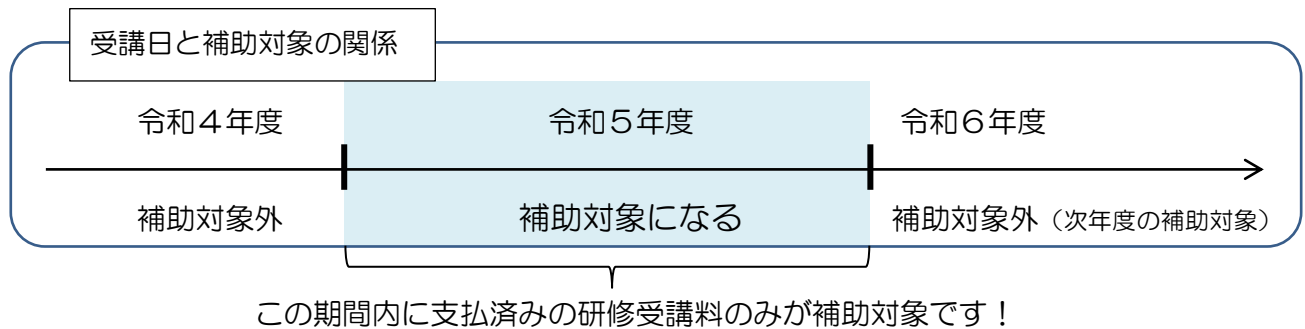 受講日と補助対象の関係
令和４年度 令和５年度 令和６年度
補助対象外 補助対象になる 補助対象外（次年度の補助対象）
この期間内に支払済みの研修受講料のみが補助対象です！